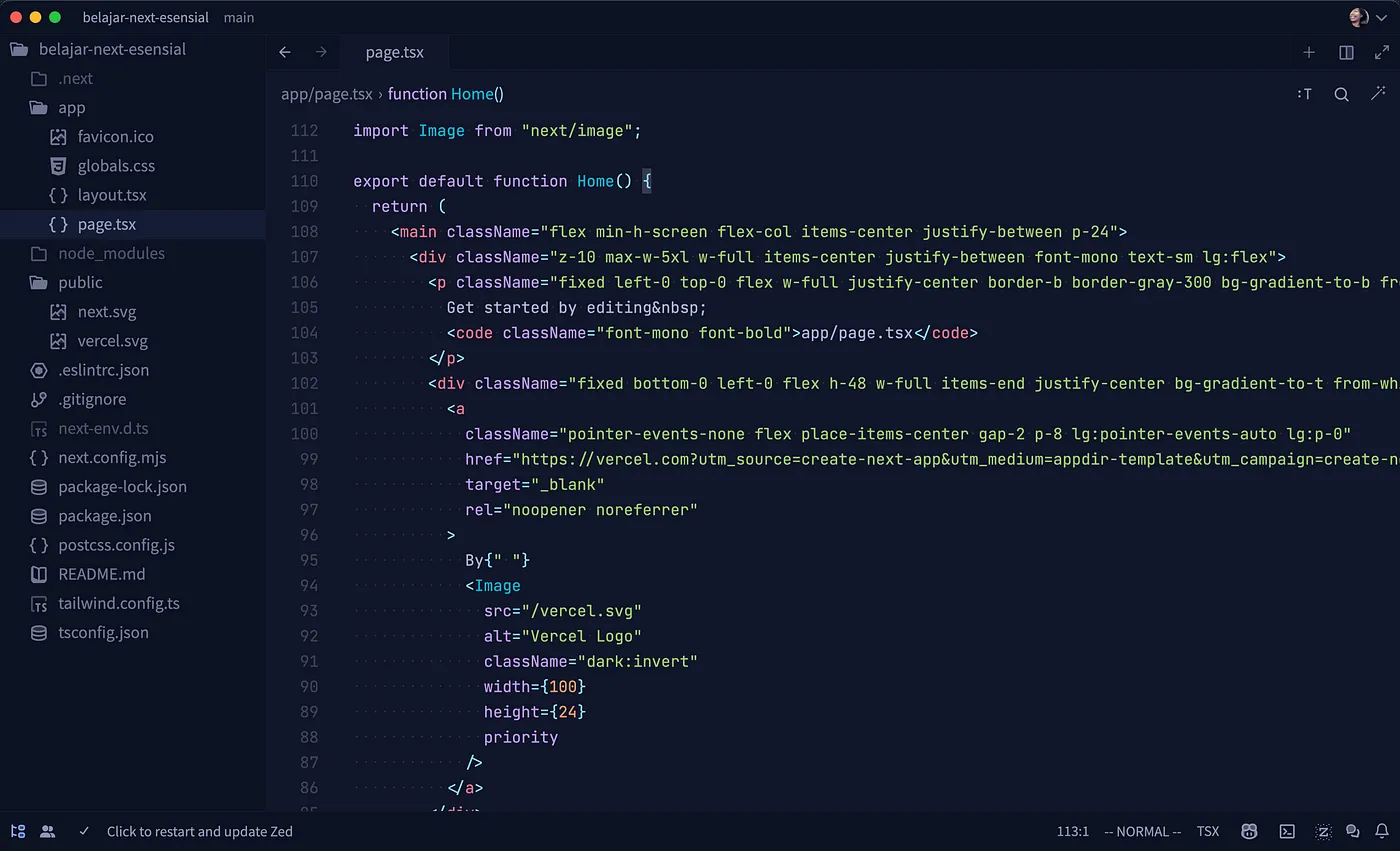 belajar-next-esensial main
belajar-next-esensial
.next
app
favicon.ico
globals.css
layout.tsx
page.tsx
node_modules
public
next.svg
vercel.svg
.eslintrc.json
.gitignore
next-env.d.ts
next.config.mjs
package-lock.json
package.json
postcss.config.js
README.md
tailwind.config.ts
tsconfig.json
page.tsx
app/page.tsx › function Home()
:T
112 import Image from "next/image";
111
110 export default function Home() {
109 return (
108 <main className="flex min-h-screen flex-col items-center justify-between p-24">
107 <div className="z-10 max-w-5xl w-full items-center justify-between font-mono text-sm lg:flex">
106 <p className="fixed left-0 top-0 flex w-full justify-center border-b border-gray-300 bg-gradient-to-b fr
105 Get started by editing&nbsp;
104 <code className="font-mono font-bold">app/page.tsx</code>
103 </p>
102 <div className="fixed bottom-0 left-0 flex h-48 w-full items-end justify-center bg-gradient-to-t from-wh
101 <a
100 className="pointer-events-none flex place-items-center gap-2 p-8 lg:pointer-events-auto lg:p-0"
99 href="https://vercel.com?utm_source=create-next-app&utm_medium=appdir-template&utm_campaign=create-n
98 target="_blank"
97 rel="noopener noreferrer"
96 >
95 By{" "}
94 <Image
93 src="/vercel.svg"
92 alt="Vercel Logo"
91 className="dark:invert"
90 width={100}
89 height={24}
88 priority
87 />
86 </a>
85 </div>
Click to restart and update Zed
113:1 -- NORMAL -- TSX